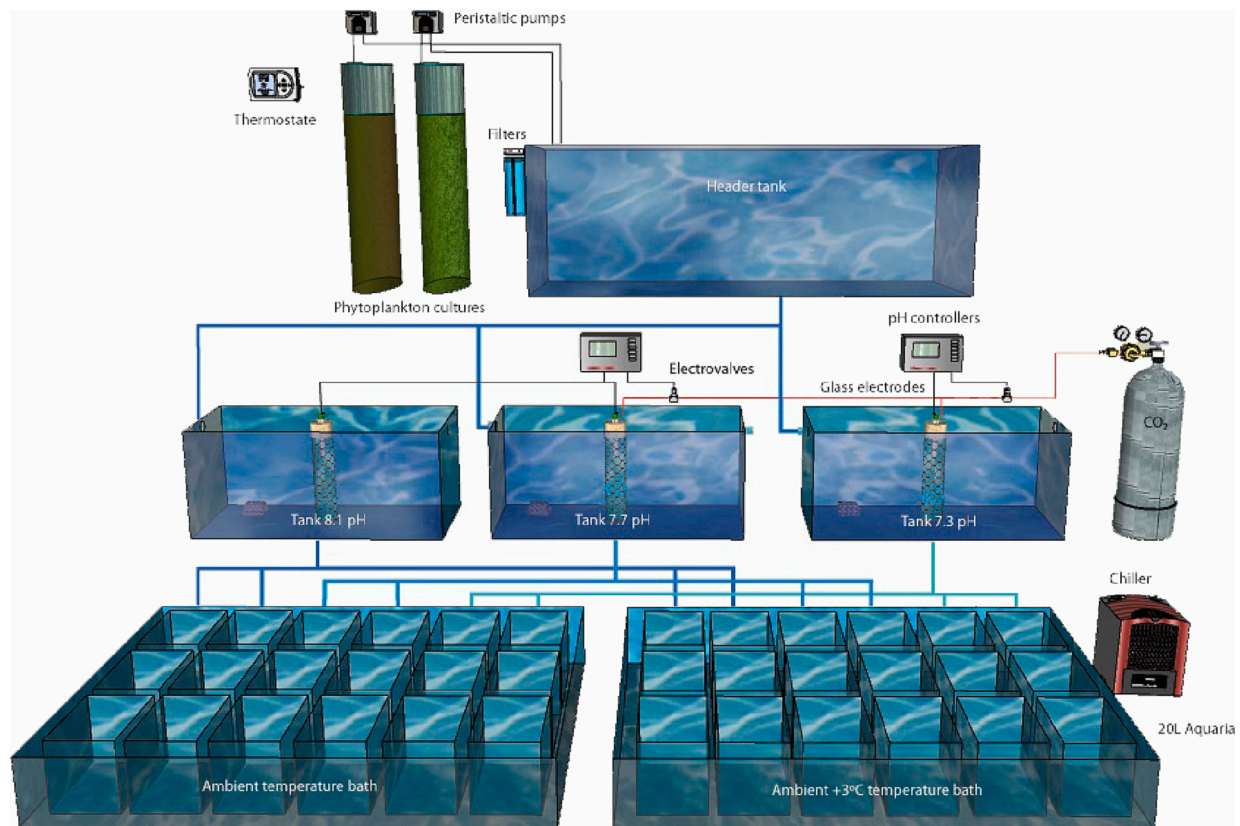 Peristaltic pumps
Thermostate
Filters
Header tank
Phytoplankton cultures
pH controllers
Electrovalves
Glass electrodes
CO₂
Tank 8.1 pH
Tank 7.7 pH
Tank 7.3 pH
Chiller
20L Aquaria
Ambient temperature bath
Ambient +3ºC temperature bath